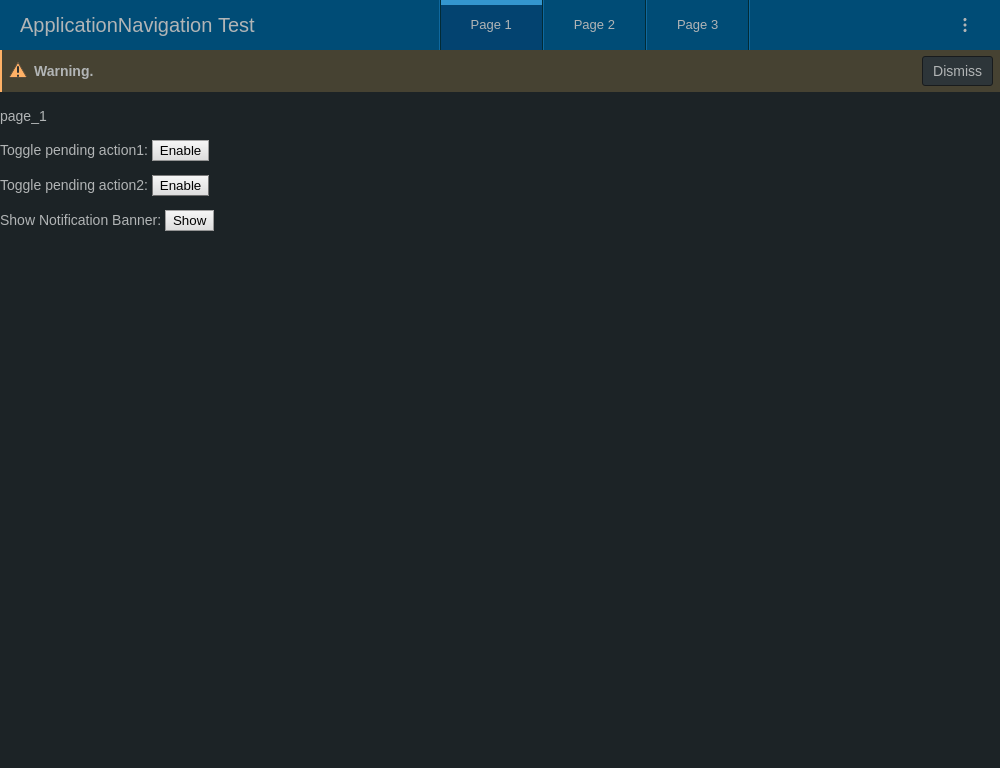 ApplicationNavigation Test
Page 1
Page 2
Page 3
Warning.
Dismiss
page_1
Toggle pending action1: Enable
Toggle pending action2: Enable
Show Notification Banner: Show